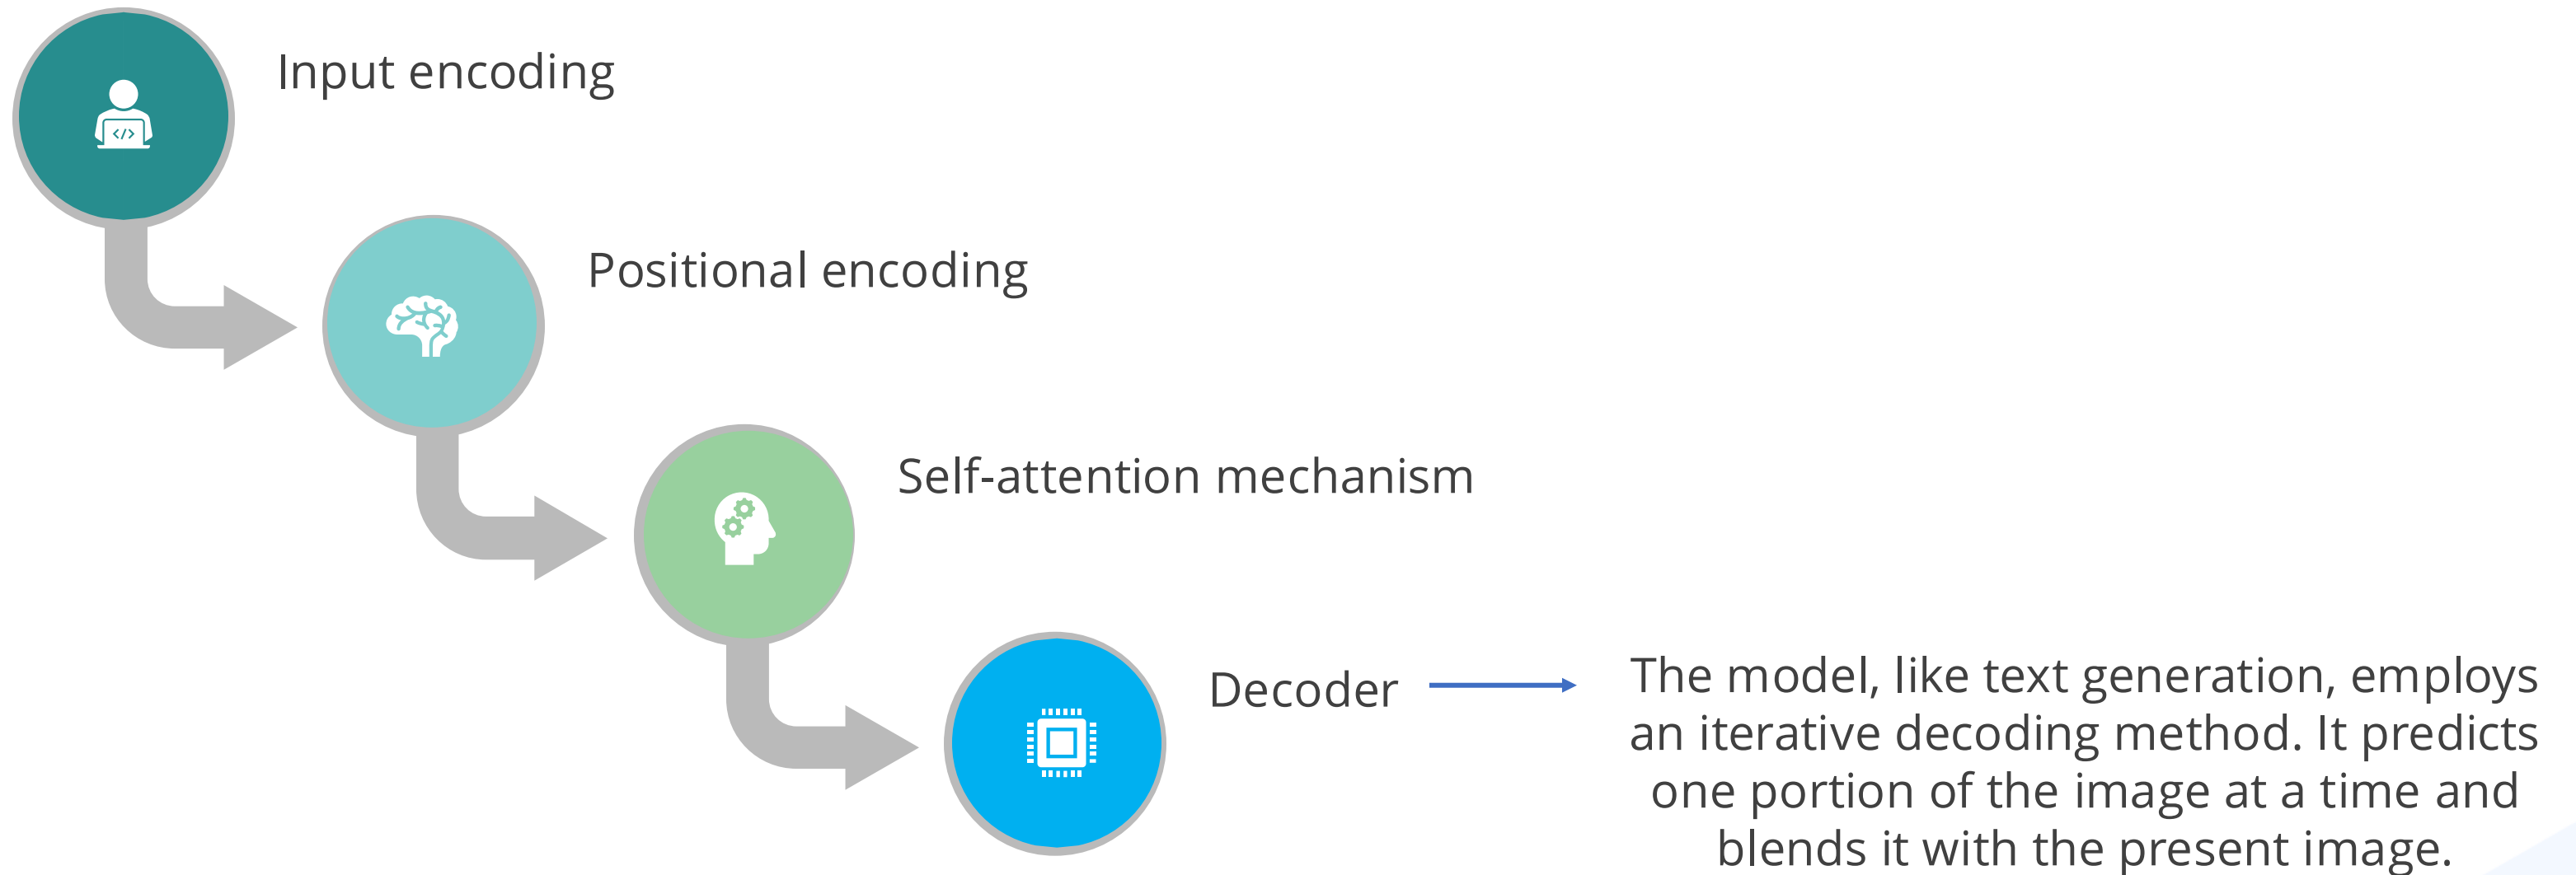 Input encoding
</>
Positional encoding
Self-attention mechanism
Decoder
The model, like text generation, employs
an iterative decoding method. It predicts
one portion of the image at a time and
blends it with the present image.